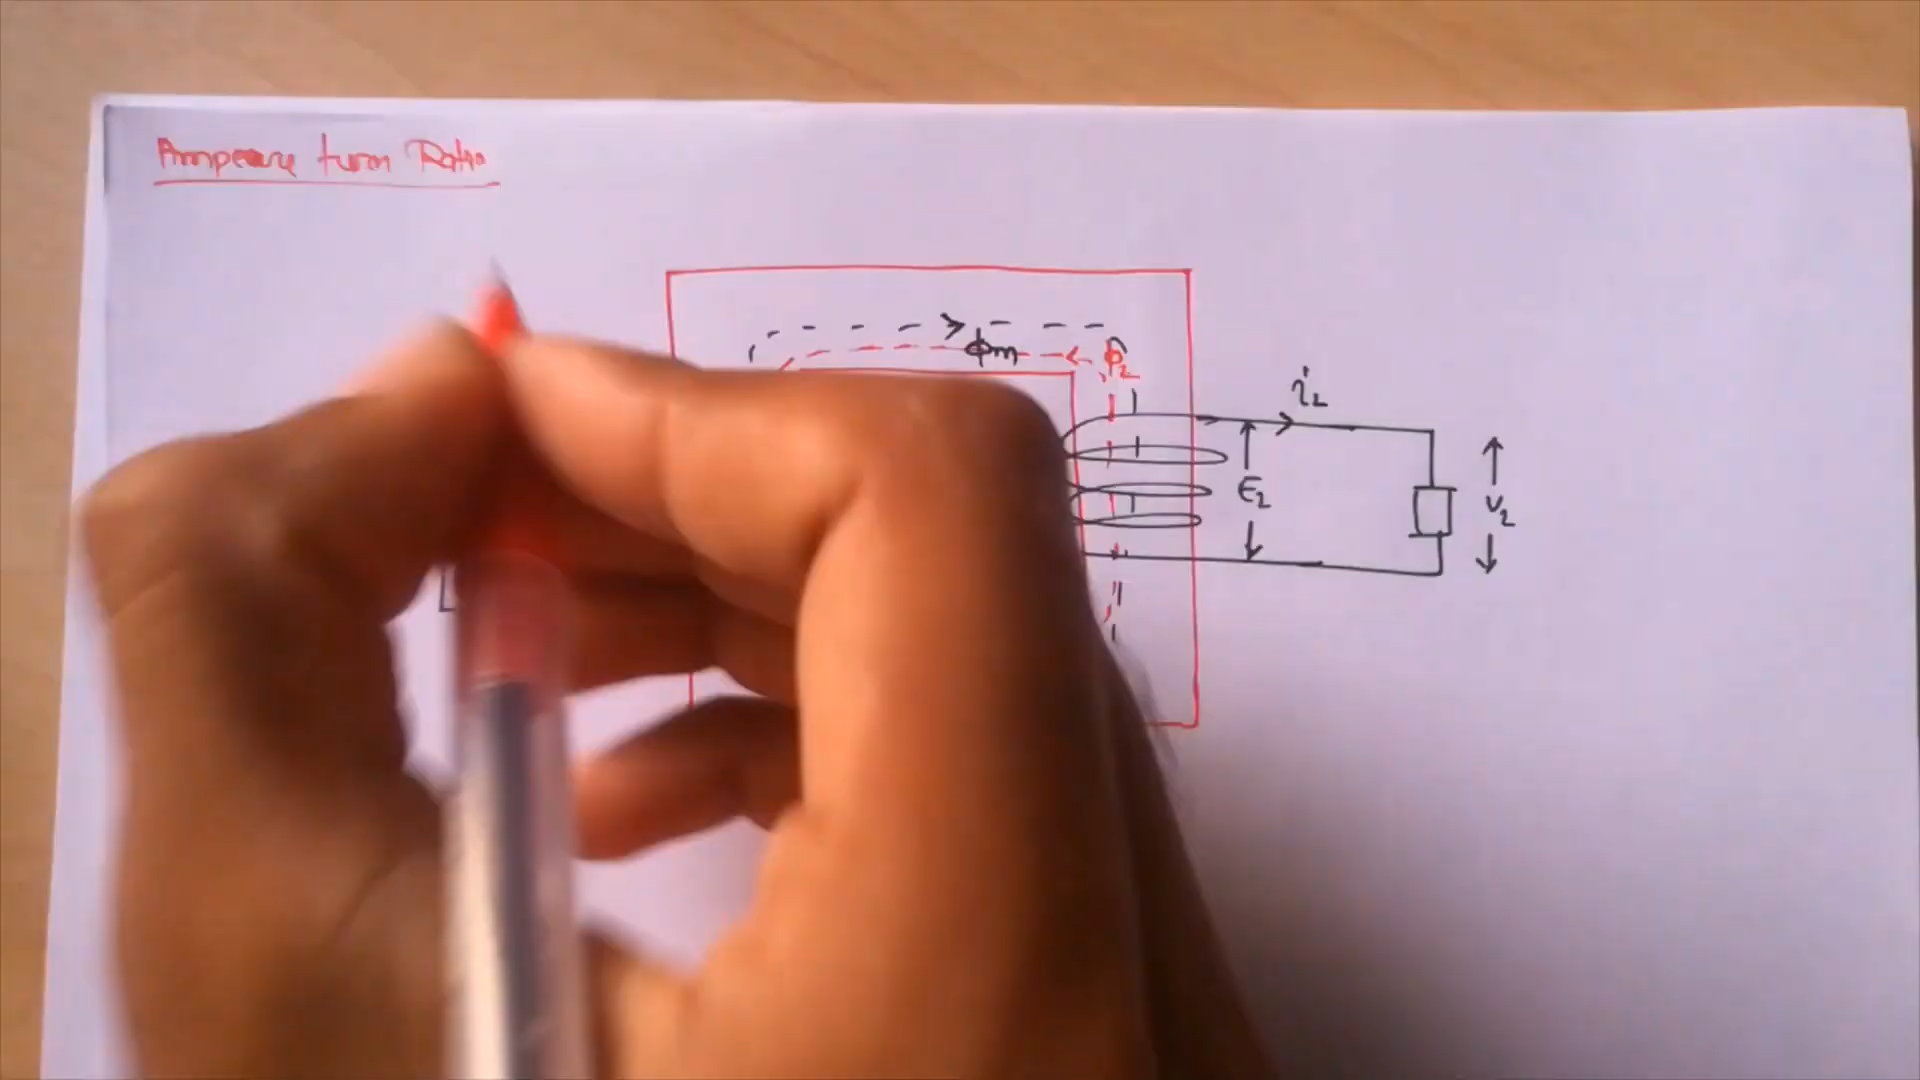 Ampeare turn Ratio
ϕm
ϕ2
i2
E2
V2